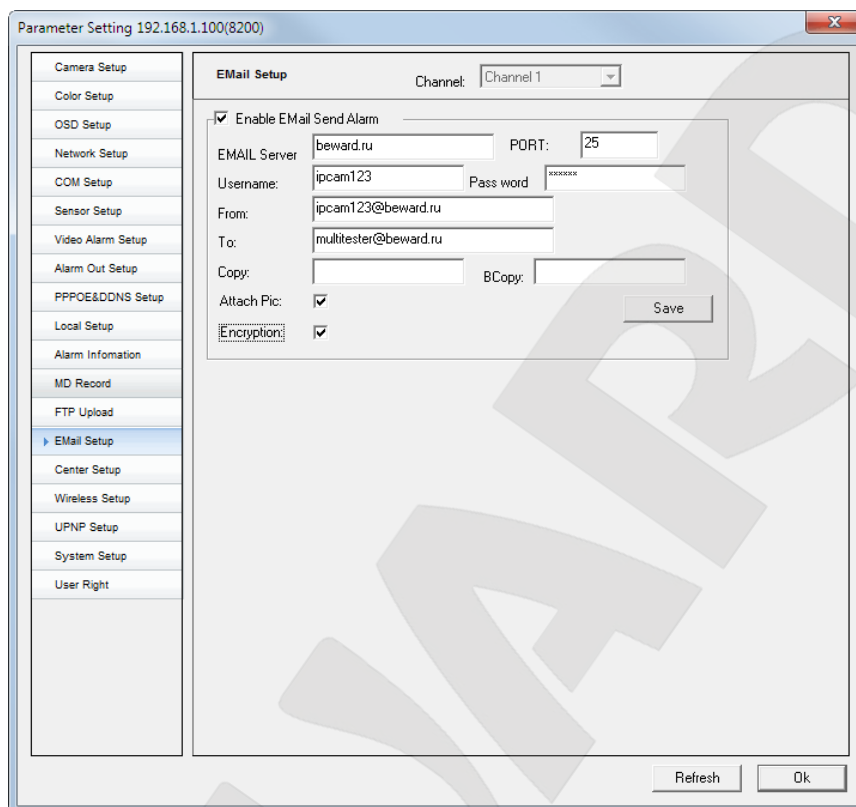 Parameter Setting 192.168.1.100(8200)
Camera Setup
Color Setup
OSD Setup
Network Setup
COM Setup
Sensor Setup
Video Alarm Setup
Alarm Out Setup
PPPOE&DDNS Setup
Local Setup
Alarm Infomation
MD Record
FTP Upload
EMail Setup
Center Setup
Wireless Setup
UPNP Setup
System Setup
User Right
EMail Setup Channel: Channel 1
Enable EMail Send Alarm
EMAIL Server beward.ru PORT: 25
Username: ipcam123 Pass word ******
From: ipcam123@beward.ru
To: multitester@beward.ru
Copy: BCopy:
Attach Pic:
Save
Encryption:
Refresh Ok